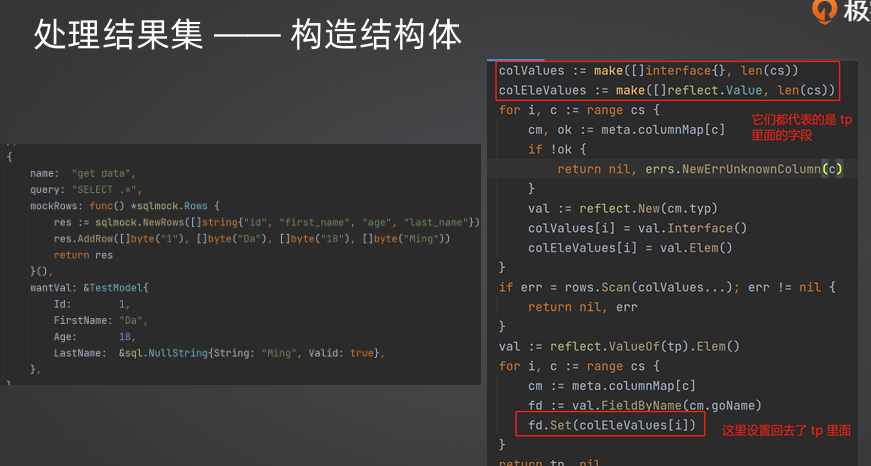 处理结果集 —— 构造结构体
极
{
name: "get data",
query: "SELECT .*",
mockRows: func() *sqlmock.Rows {
res := sqlmock.NewRows([]string{"id", "first_name", "age", "last_name"})
res.AddRow([]byte("1"), []byte("Da"), []byte("18"), []byte("Ming"))
return res
}(),
wantVal: &TestModel{
Id: 1,
FirstName: "Da",
Age: 18,
LastName: &sql.NullString{String: "Ming", Valid: true},
},
colValues := make([]interface{}, len(cs))
colEleValues := make([]reflect.Value, len(cs))
for i, c := range cs {
cm, ok := meta.columnMap[c]
if !ok {
return nil, errs.NewErrUnknownColumn(c)
}
val := reflect.New(cm.typ)
colValues[i] = val.Interface()
colEleValues[i] = val.Elem()
}
if err = rows.Scan(colValues...); err != nil {
return nil, err
}
val := reflect.ValueOf(tp).Elem()
for i, c := range cs {
cm := meta.columnMap[c]
fd := val.FieldByName(cm.goName)
fd.Set(colEleValues[i])
}
return tp, nil
它们都代表的是 tp
里面的字段
这里设置回去了 tp 里面